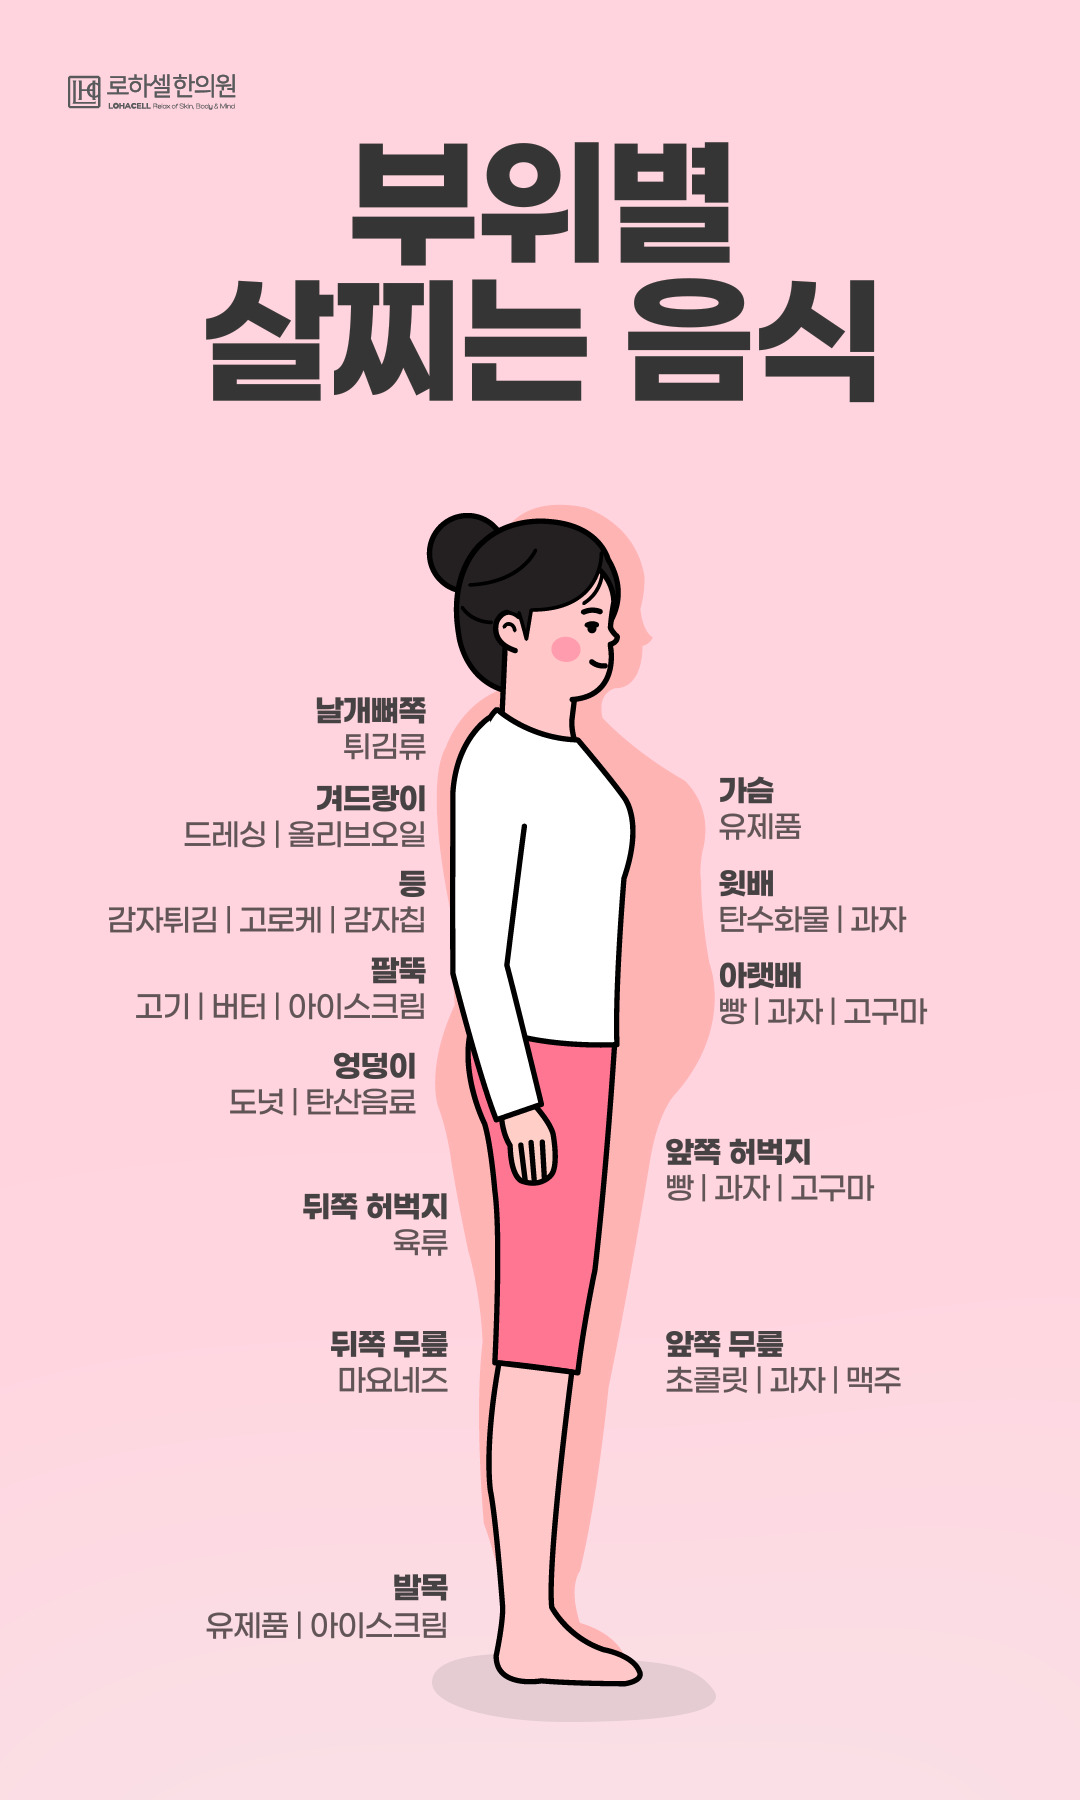 로하셀한의원
LOHACELL Relax of Skin, Body & Mind
부위별
살찌는 음식
날개뼈쪽
튀김류
겨드랑이
드레싱 | 올리브오일
등
감자튀김 | 고로케 | 감자칩
팔뚝
고기 | 버터 | 아이스크림
엉덩이
도넛 | 탄산음료
뒤쪽 허벅지
육류
뒤쪽 무릎
마요네즈
발목
유제품 | 아이스크림
가슴
유제품
윗배
탄수화물 | 과자
아랫배
빵 | 과자 | 고구마
앞쪽 허벅지
빵 | 과자 | 고구마
앞쪽 무릎
초콜릿 | 과자 | 맥주